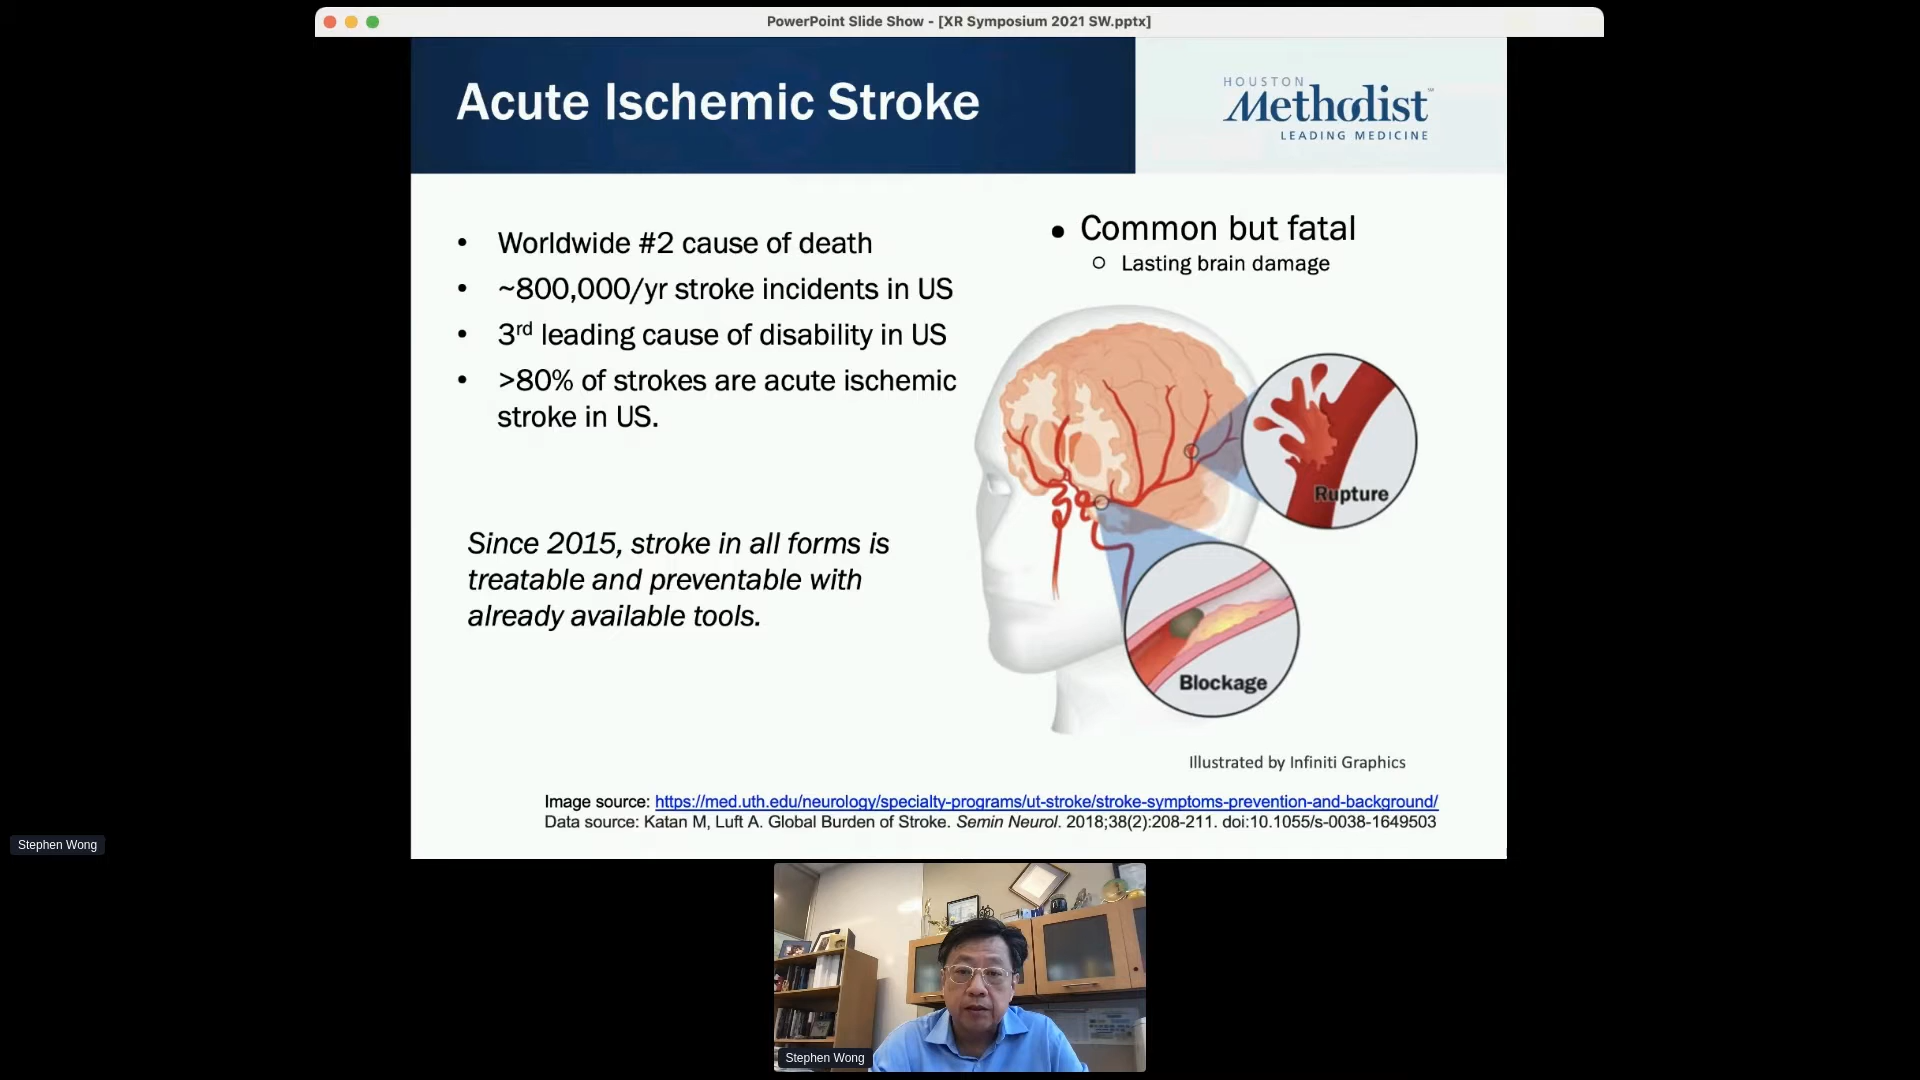 PowerPoint Slide Show - [XR Symposium 2021 SW.pptx]
Acute Ischemic Stroke
HOUSTON
Methodist
LEADING MEDICINE
• Worldwide #2 cause of death
• ~800,000/yr stroke incidents in US
• 3rd leading cause of disability in US
• >80% of strokes are acute ischemic
stroke in US.
Since 2015, stroke in all forms is
treatable and preventable with
already available tools.
• Common but fatal
○ Lasting brain damage
Rupture
Blockage
Illustrated by Infiniti Graphics
Image source: https://med.uth.edu/neurology/specialty-programs/ut-stroke/stroke-symptoms-prevention-and-background/
Data source: Katan M, Luft A. Global Burden of Stroke. Semin Neurol. 2018;38(2):208-211. doi:10.1055/s-0038-1649503
Stephen Wong
Stephen Wong